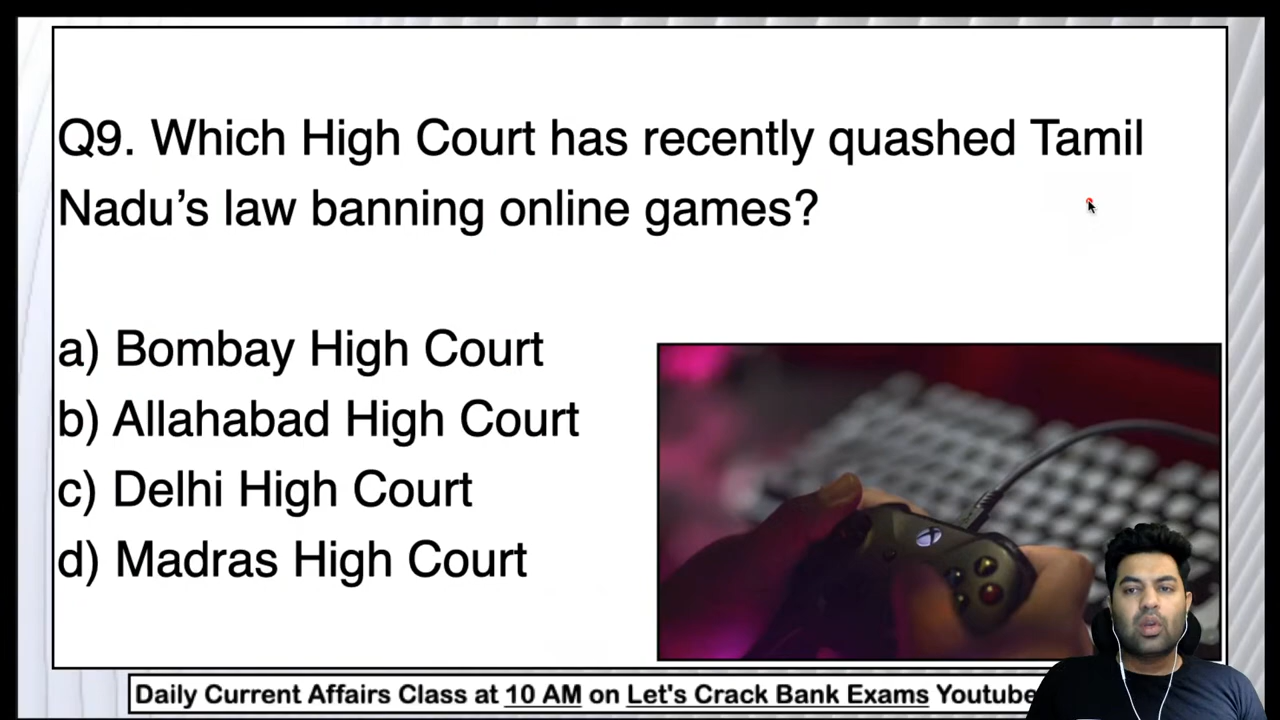 Q9. Which High Court has recently quashed Tamil
Nadu’s law banning online games?
a) Bombay High Court
b) Allahabad High Court
c) Delhi High Court
d) Madras High Court
Daily Current Affairs Class at 10 AM on Let's Crack Bank Exams Youtube